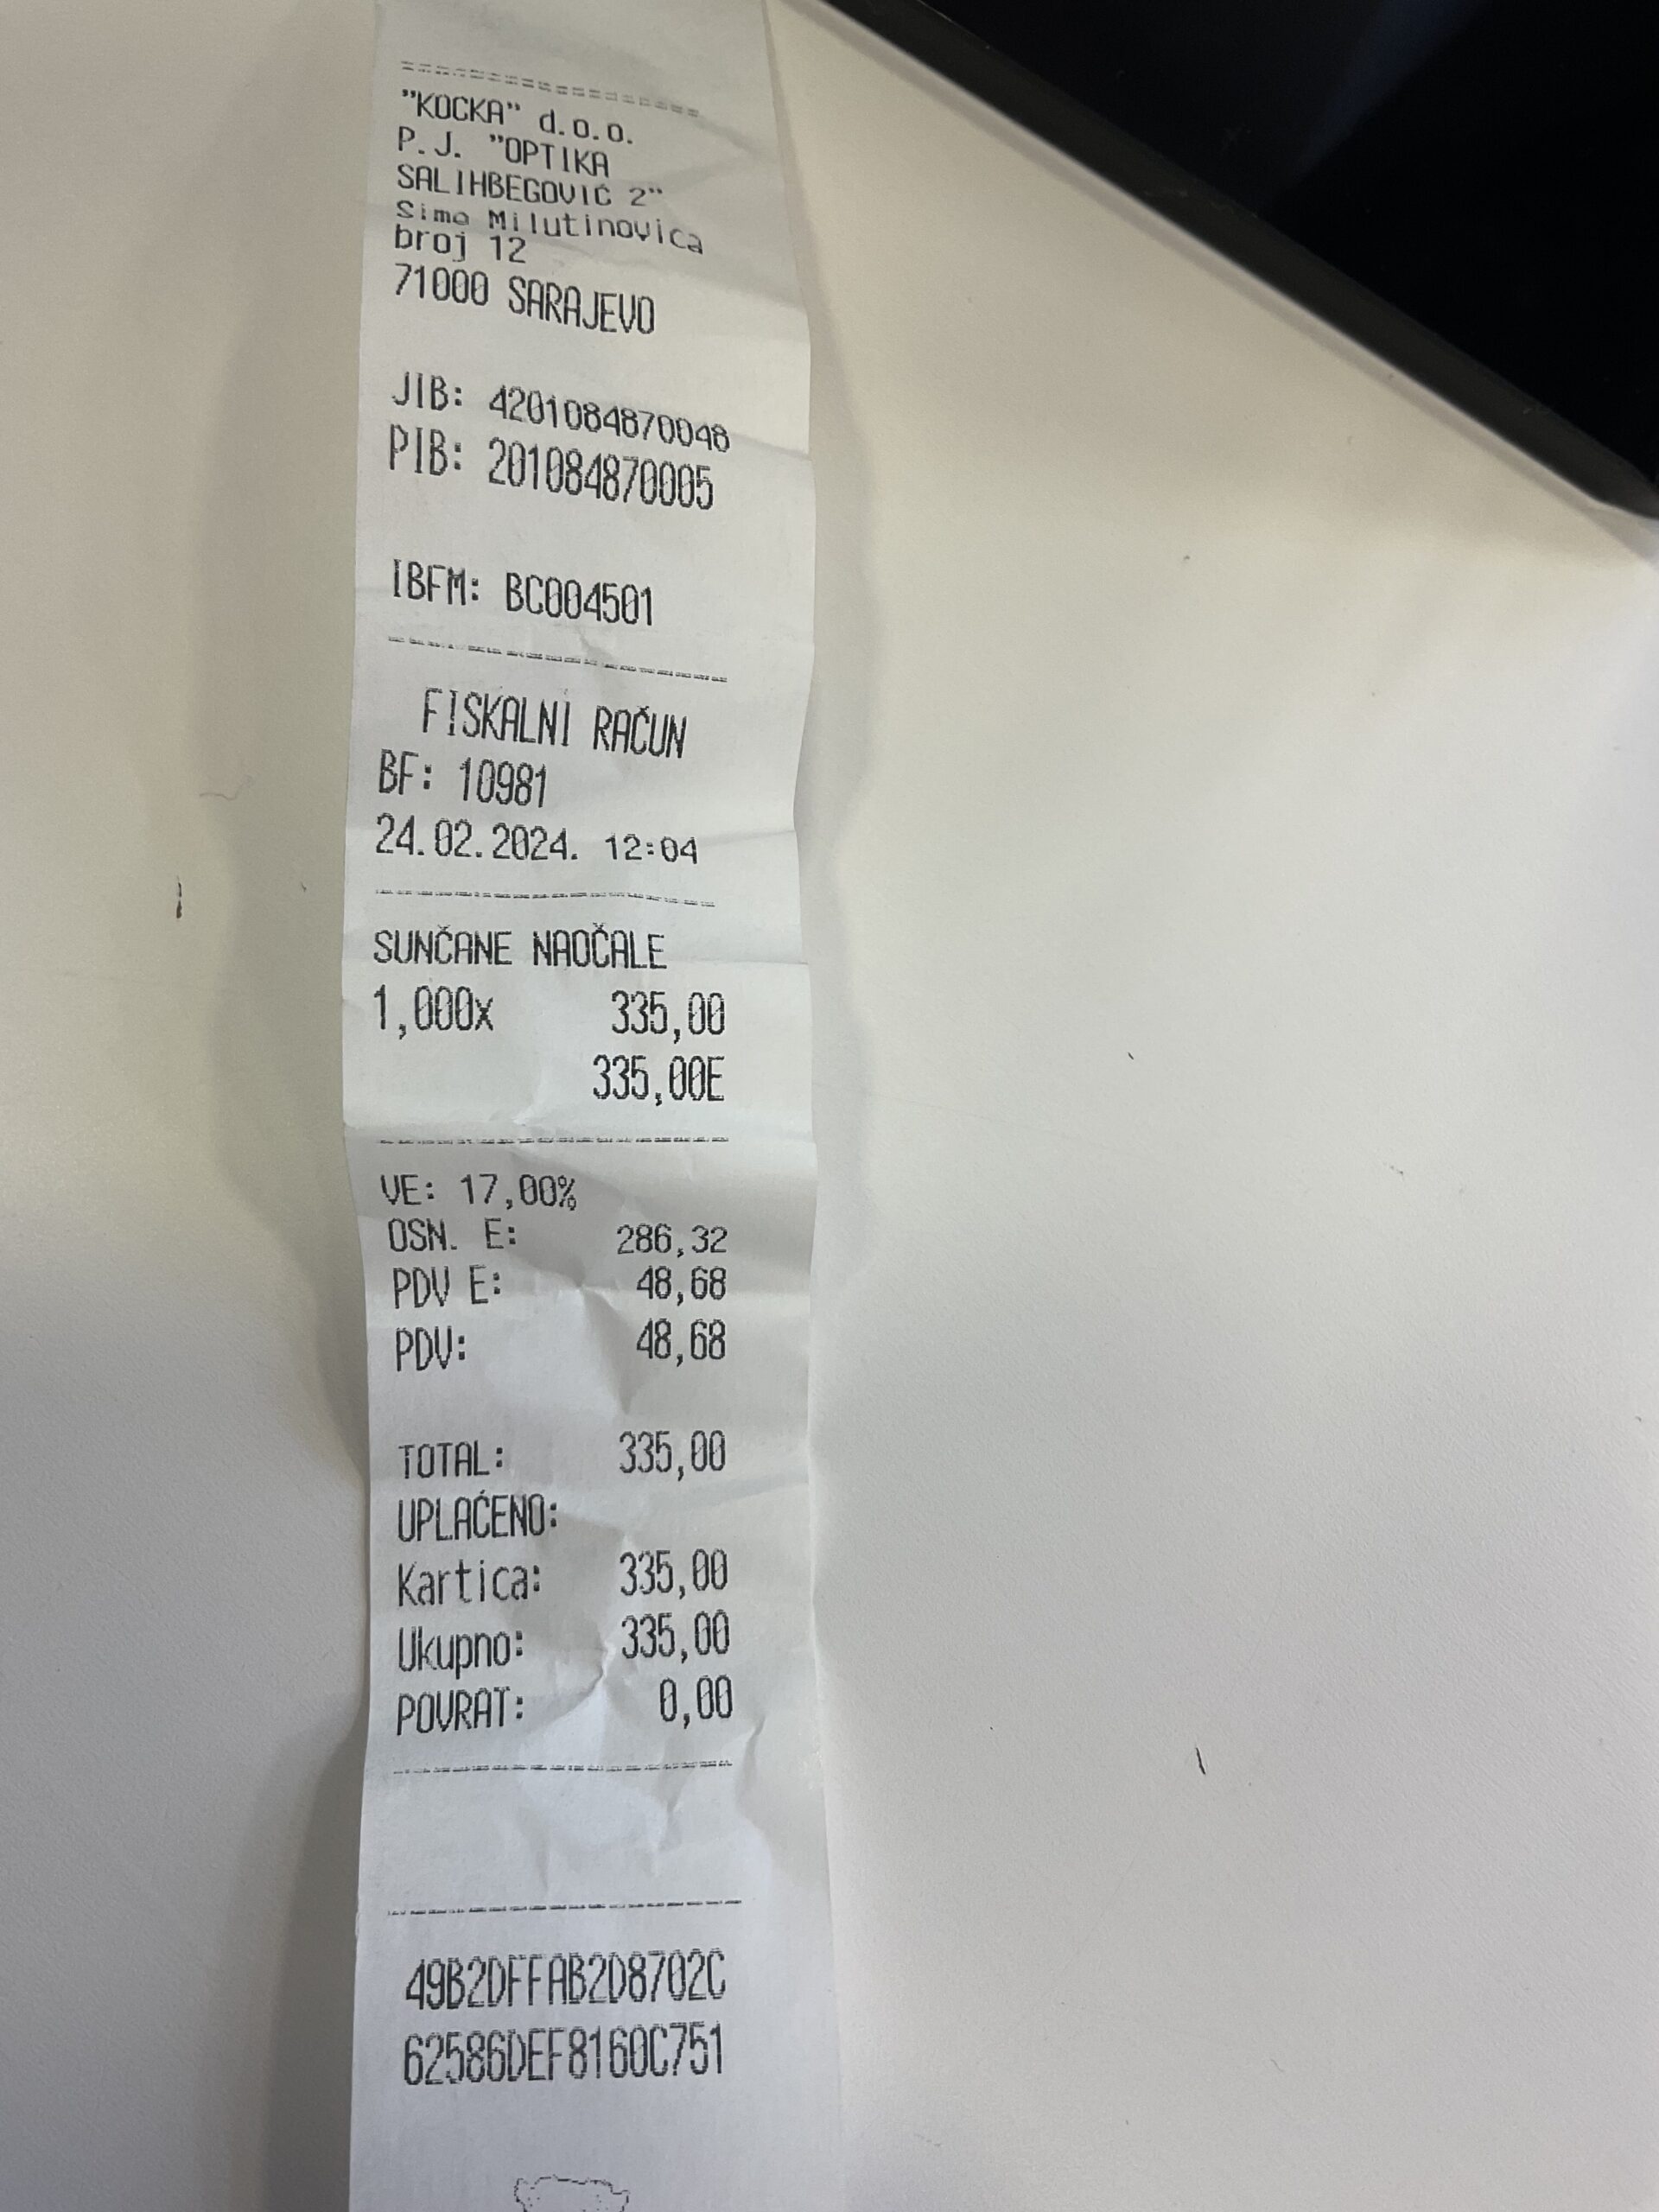 "KOCKA" d.o.o.
P.J. "OPTIKA
SALIHBEGOVIĆ 2"
Sime Milutinovica
broj 12
71000 SARAJEVO
JIB: 4201084870048
PIB: 201084870005
IBFM: BC004501
FISKALNI RAČUN
BF: 10981
24.02.2024. 12:04
SUNČANE NAOČALE
1,000x 335,00
335,00E
VE: 17,00%
OSN. E: 286,32
PDV E: 48,68
PDV: 48,68
TOTAL: 335,00
UPLAĆENO:
Kartica: 335,00
Ukupno: 335,00
POVRAT: 0,00
49B2DFFAB2D8702C
62586DEF8160C751